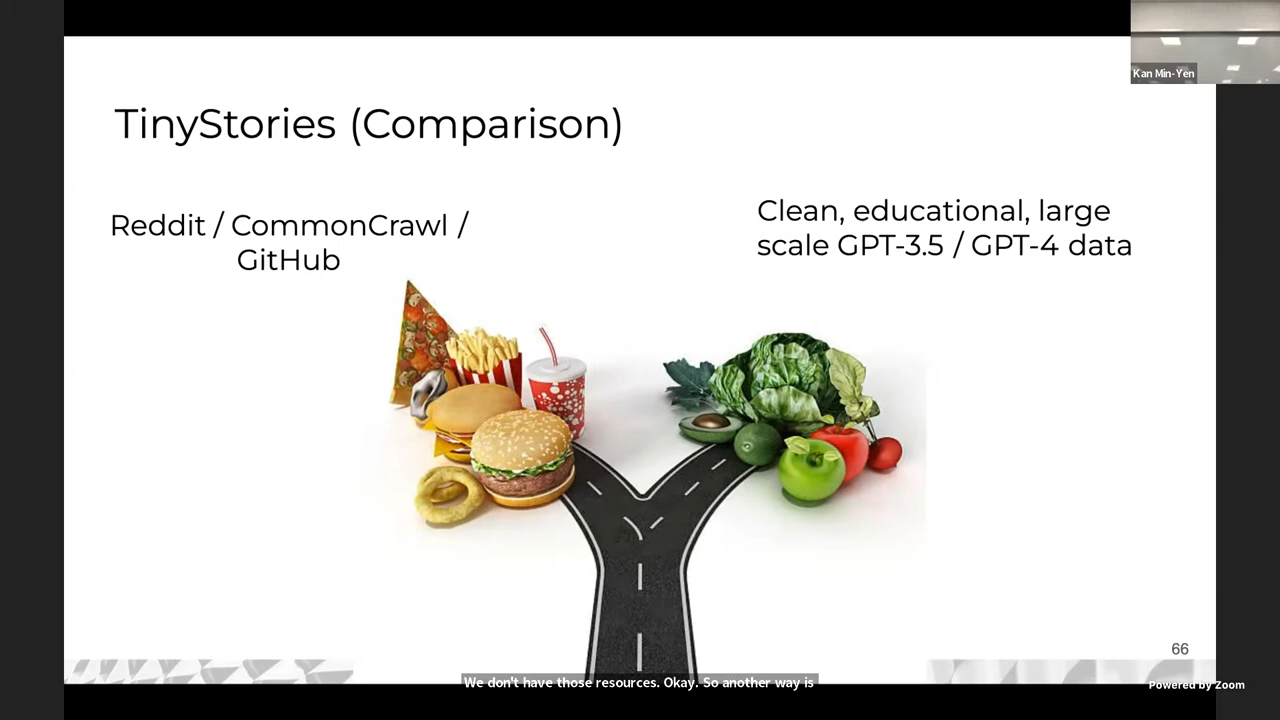 Kan Min-Yen
TinyStories (Comparison)
Reddit / CommonCrawl /
GitHub
Clean, educational, large
scale GPT-3.5 / GPT-4 data
66
We don't have those resources. Okay. So another way is
Powered by Zoom